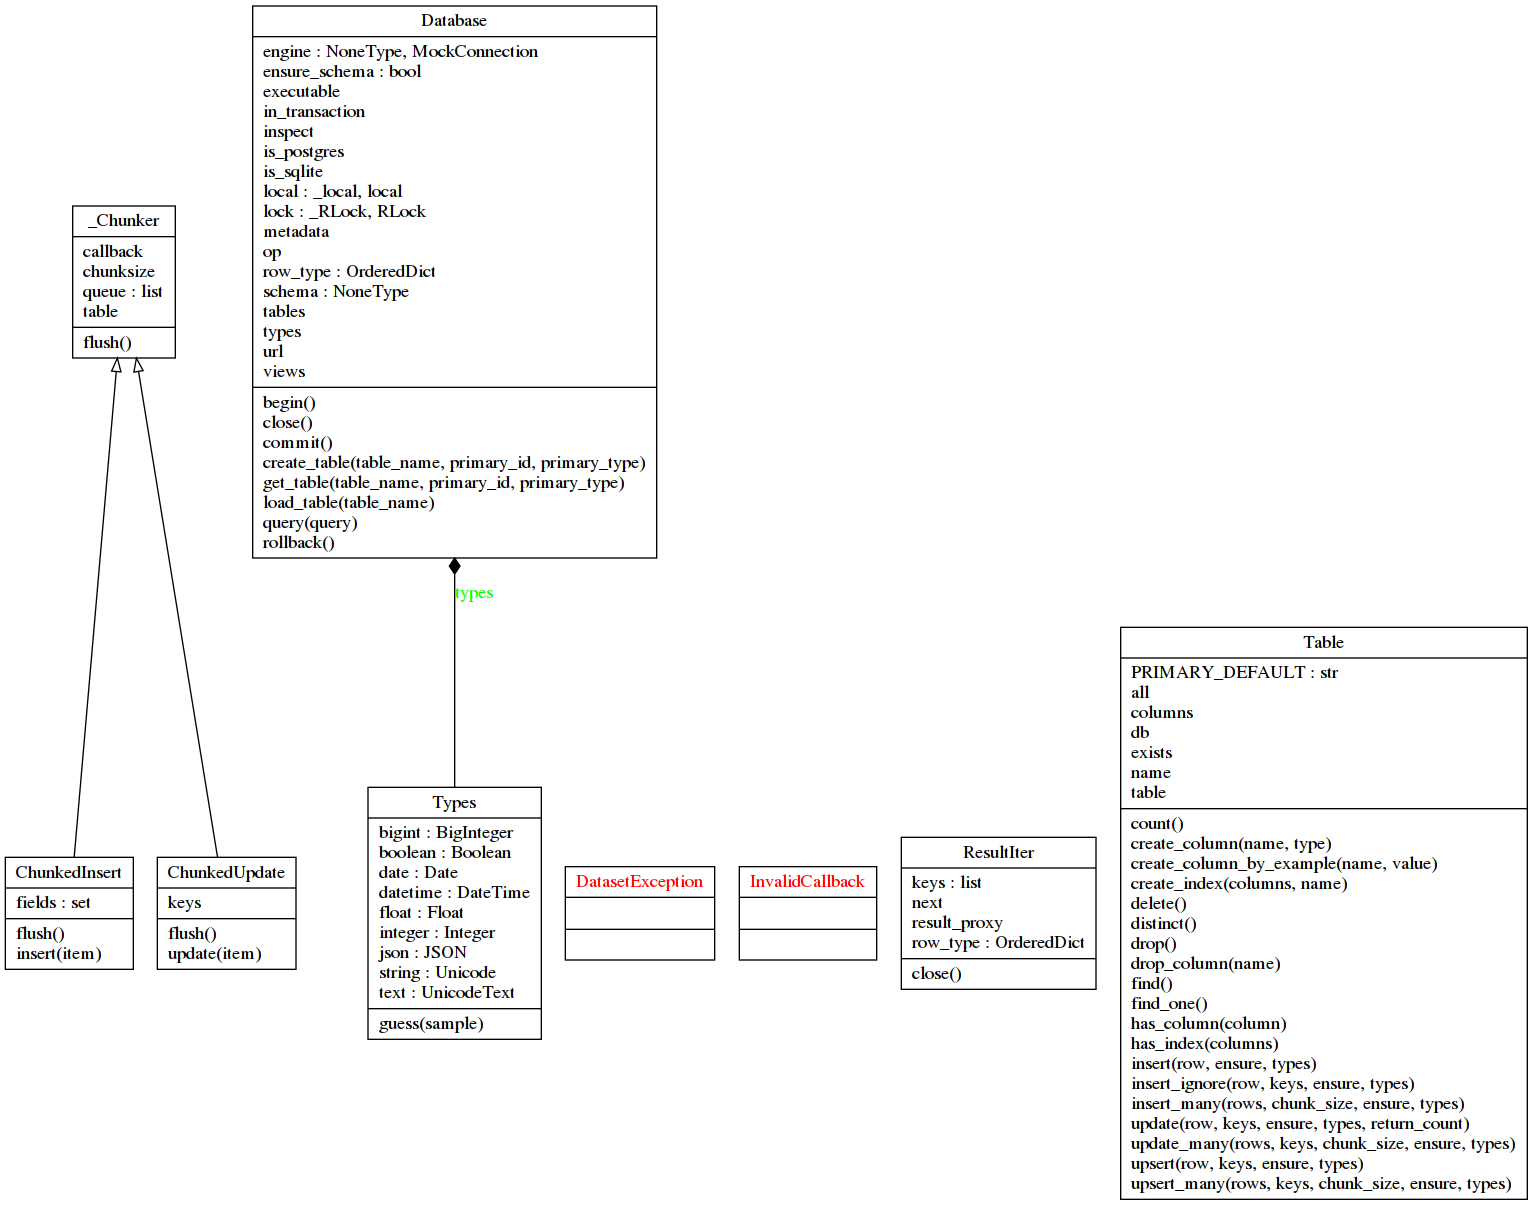 Database
engine : NoneType, MockConnection
ensure_schema : bool
executable
in_transaction
inspect
is_postgres
is_sqlite
local : _local, local
lock : _RLock, RLock
metadata
op
row_type : OrderedDict
schema : NoneType
tables
types
url
views
begin()
close()
commit()
create_table(table_name, primary_id, primary_type)
get_table(table_name, primary_id, primary_type)
load_table(table_name)
query(query)
rollback()
_Chunker
callback
chunksize
queue : list
table
flush()
types
ChunkedInsert
fields : set
flush()
insert(item)
ChunkedUpdate
keys
flush()
update(item)
Types
bigint : BigInteger
boolean : Boolean
date : Date
datetime : DateTime
float : Float
integer : Integer
json : JSON
string : Unicode
text : UnicodeText
guess(sample)
DatasetException
InvalidCallback
ResultIter
keys : list
next
result_proxy
row_type : OrderedDict
close()
Table
PRIMARY_DEFAULT : str
all
columns
db
exists
name
table
count()
create_column(name, type)
create_column_by_example(name, value)
create_index(columns, name)
delete()
distinct()
drop()
drop_column(name)
find()
find_one()
has_column(column)
has_index(columns)
insert(row, ensure, types)
insert_ignore(row, keys, ensure, types)
insert_many(rows, chunk_size, ensure, types)
update(row, keys, ensure, types, return_count)
update_many(rows, keys, chunk_size, ensure, types)
upsert(row, keys, ensure, types)
upsert_many(rows, keys, chunk_size, ensure, types)